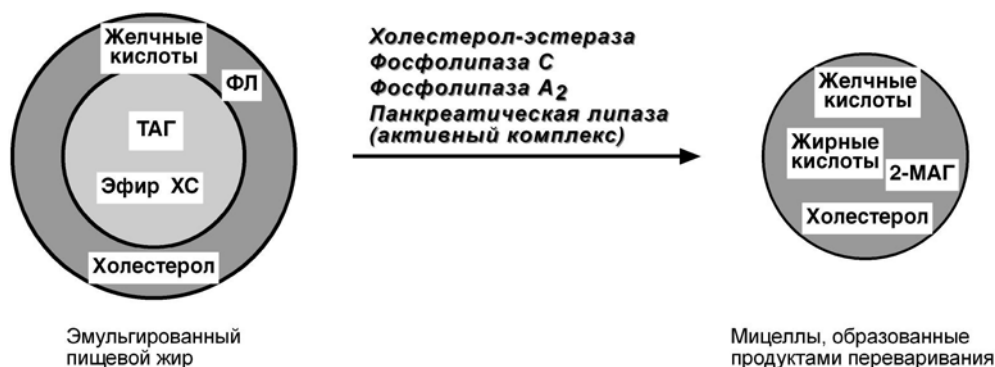 Желчные
кислоты
ФЛ
ТАГ
Эфир ХС
Холестерол
Эмульгированный
пищевой жир
Холестерол-эстераза
Фосфолипаза С
Фосфолипаза А2
Панкреатическая липаза
(активный комплекс)
Желчные
кислоты
Жирные
кислоты
2-МАГ
Холестерол
Мицеллы, образованные
продуктами переваривания